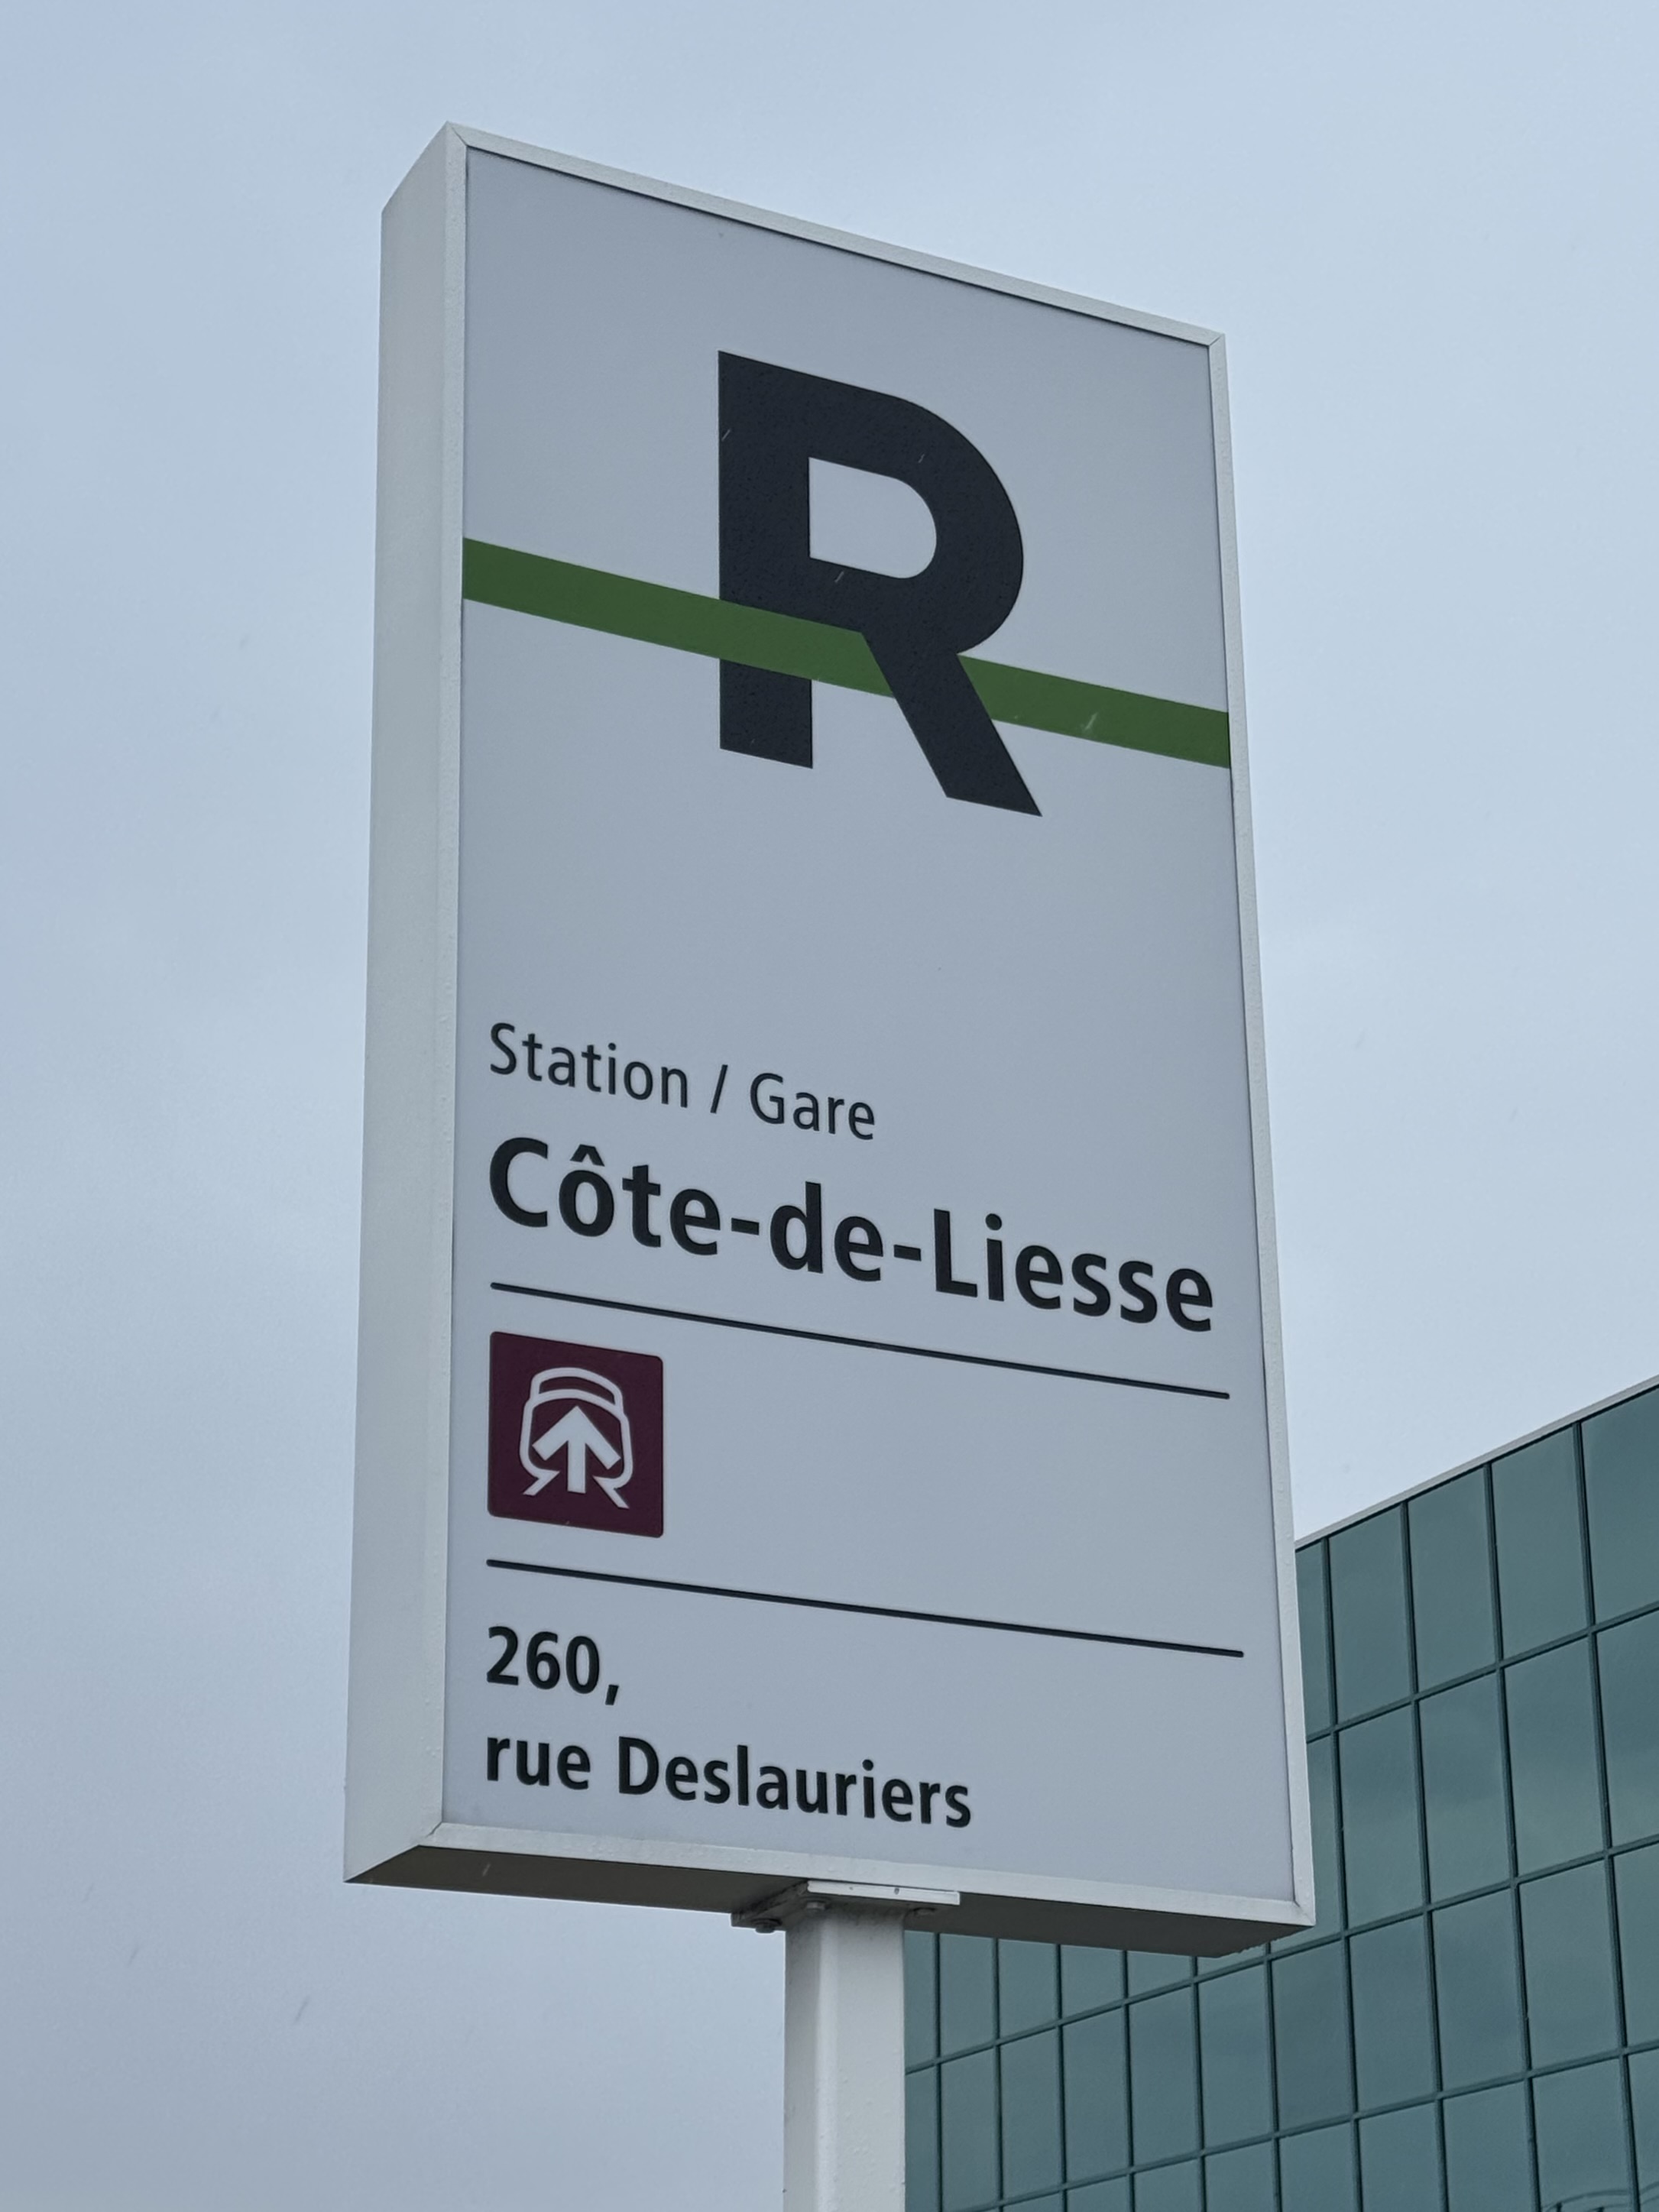 R
Station / Gare
Côte-de-Liesse
260,
rue Deslauriers